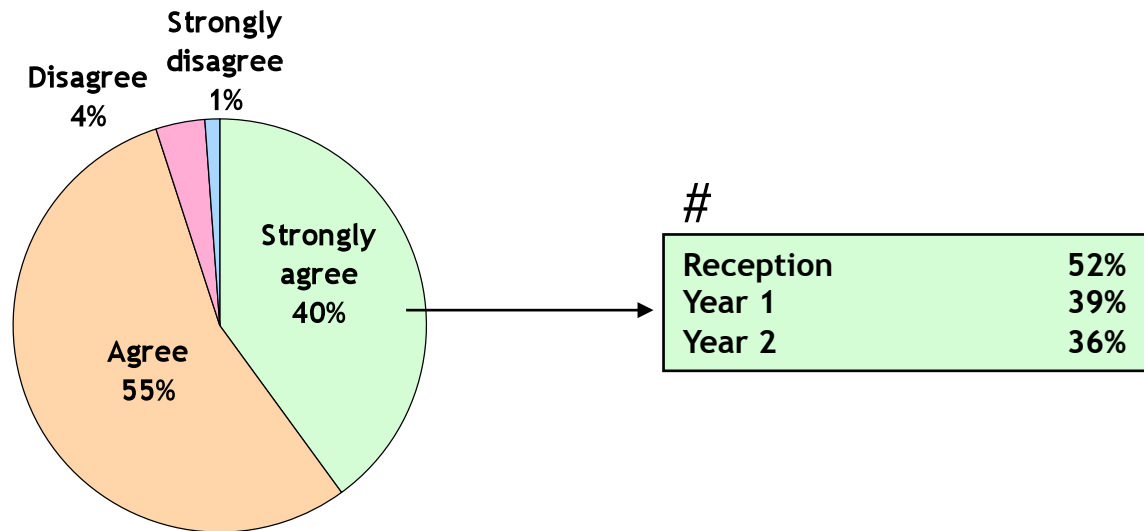 Strongly
disagree
1%
Disagree
4%
Strongly
agree
40%
Agree
55%
#
Reception 52%
Year 1 39%
Year 2 36%